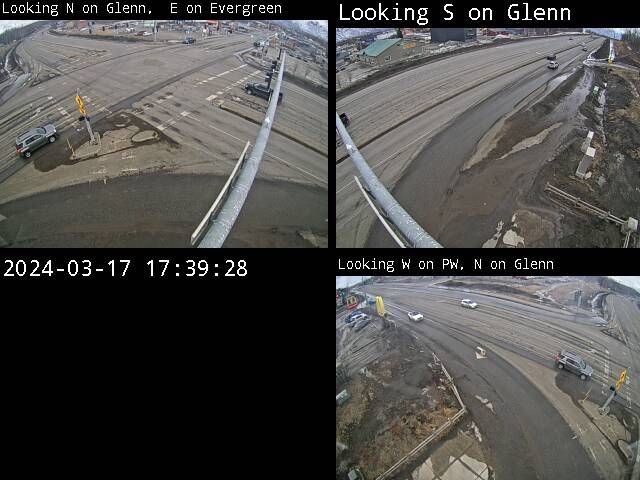 Looking N on Glenn,  E on Evergreen
Looking S on Glenn
2024-03-17 17:39:28
Looking W on PW, N on Glenn